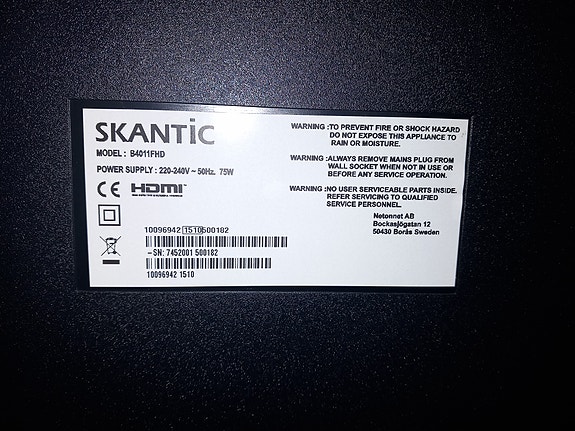 SKANTIC
MODEL : B4011FHD
POWER SUPPLY : 220-240V ~ 50Hz. 75W
CE HDMI
10096942 1510 500182
-SN: 7452001 500182
10096942 1510
WARNING :TO PREVENT FIRE OR SHOCK HAZARD
DO NOT EXPOSE THIS APPLIANCE TO
RAIN OR MOISTURE.
WARNING :ALWAYS REMOVE MAINS PLUG FROM
WALL SOCKET WHEN NOT IN USE OR
BEFORE ANY SERVICE OPERATION.
WARNING :NO USER SERVICEABLE PARTS INSIDE.
REFER SERVICING TO QUALIFIED
SERVICE PERSONNEL.
Netonnet AB
Bockasjögatan 12
50430 Borås Sweden